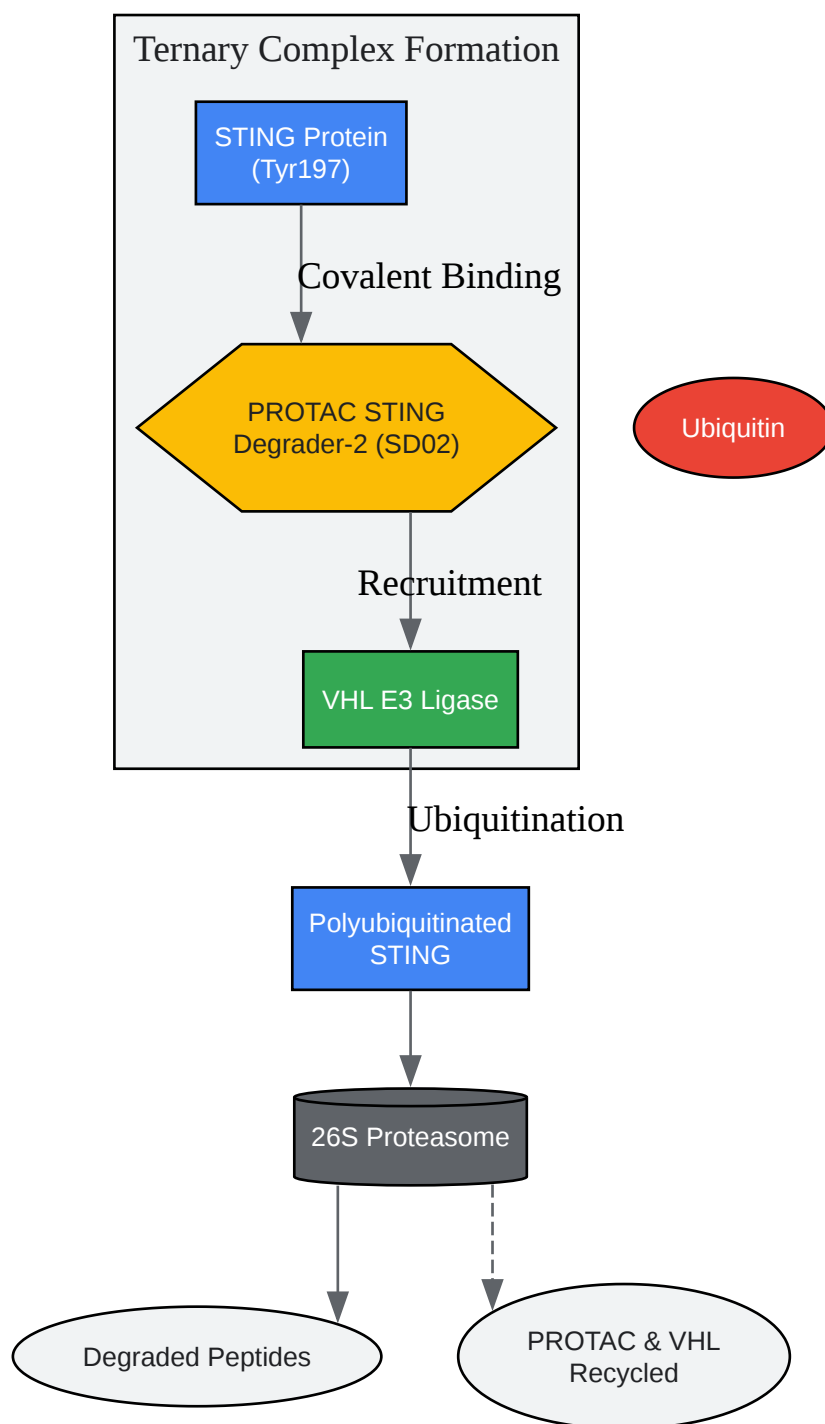 Ternary Complex Formation
STING Protein
(Tyr197)
Covalent Binding
PROTAC STING
Degrader-2 (SD02)
Ubiquitin
Recruitment
VHL E3 Ligase
Ubiquitination
Polyubiquitinated
STING
26S Proteasome
Degraded Peptides
PROTAC & VHL
Recycled